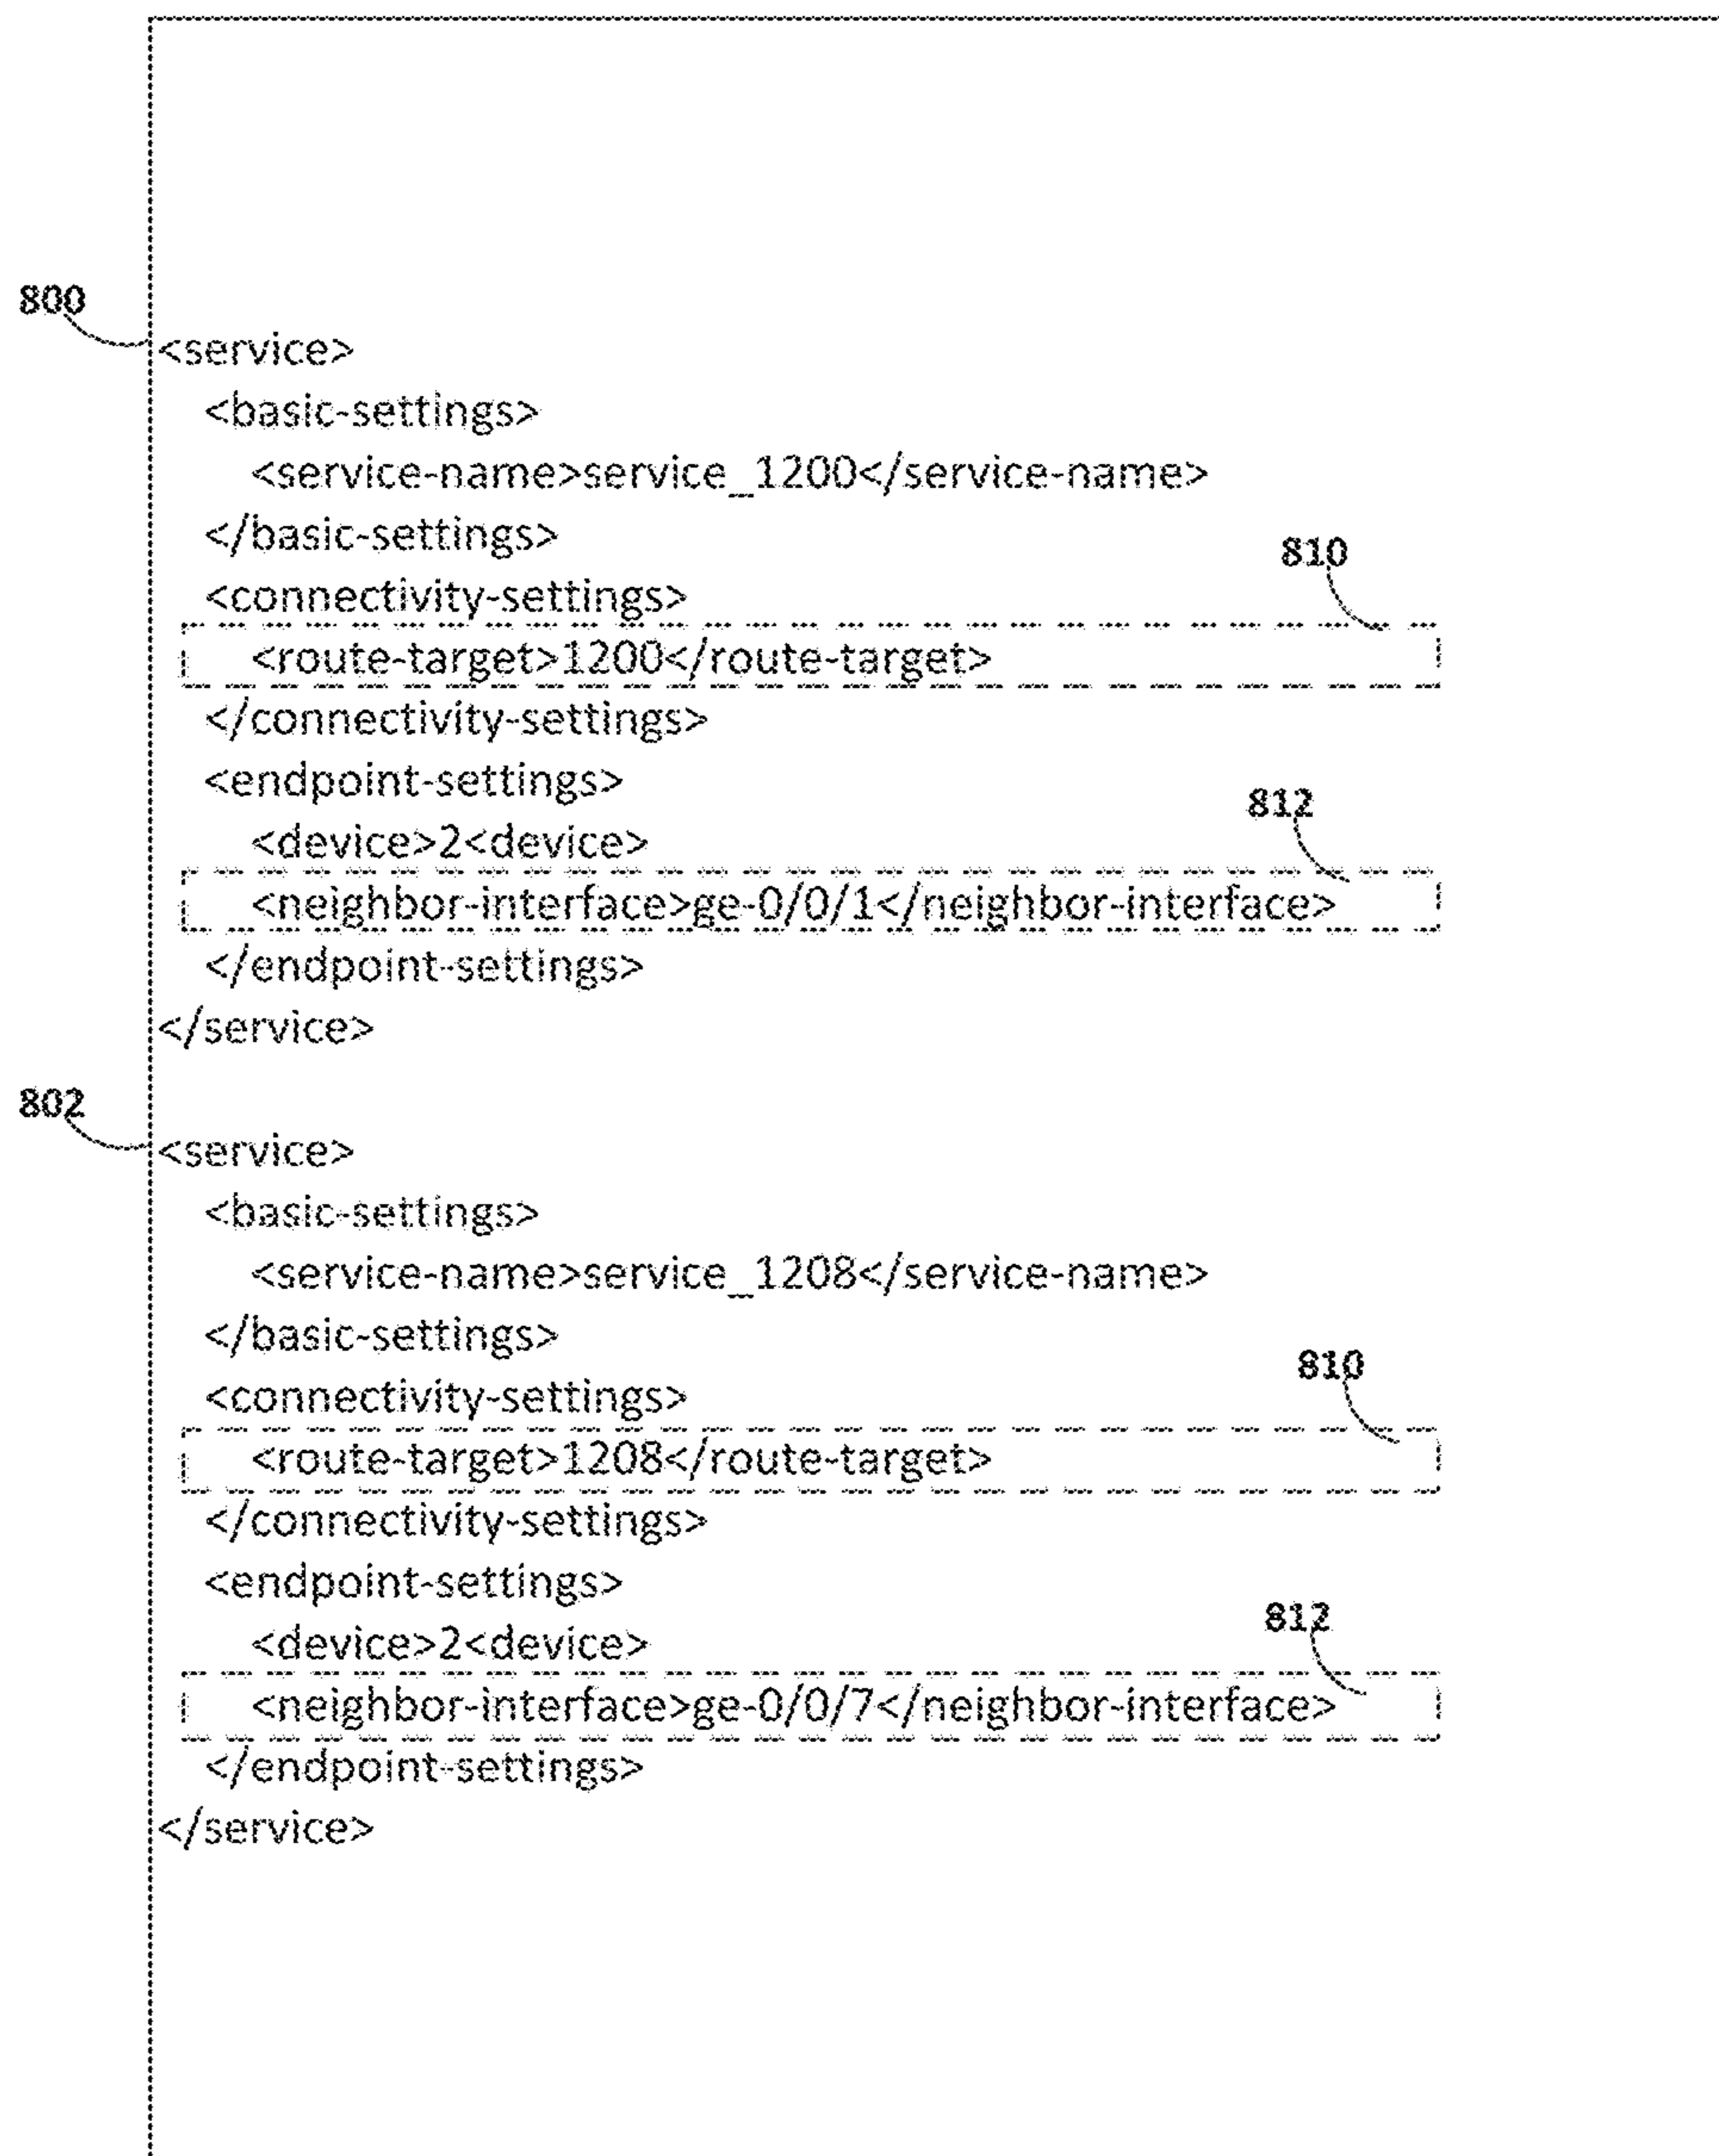 800
<service>
<basic-settings>
<service-name>service_1200</service-name>
</basic-settings>
810
<connectivity-settings>
<route-target>1200</route-target>
</connectivity-settings>
<endpoint-settings>
812
<device>2<device>
<neighbor-interface>ge-0/0/1</neighbor-interface>
</endpoint-settings>
</service>
802
<service>
<basic-settings>
<service-name>service_1208</service-name>
</basic-settings>
810
<connectivity-settings>
<route-target>1208</route-target>
</connectivity-settings>
<endpoint-settings>
812
<device>2<device>
<neighbor-interface>ge-0/0/7</neighbor-interface>
</endpoint-settings>
</service>